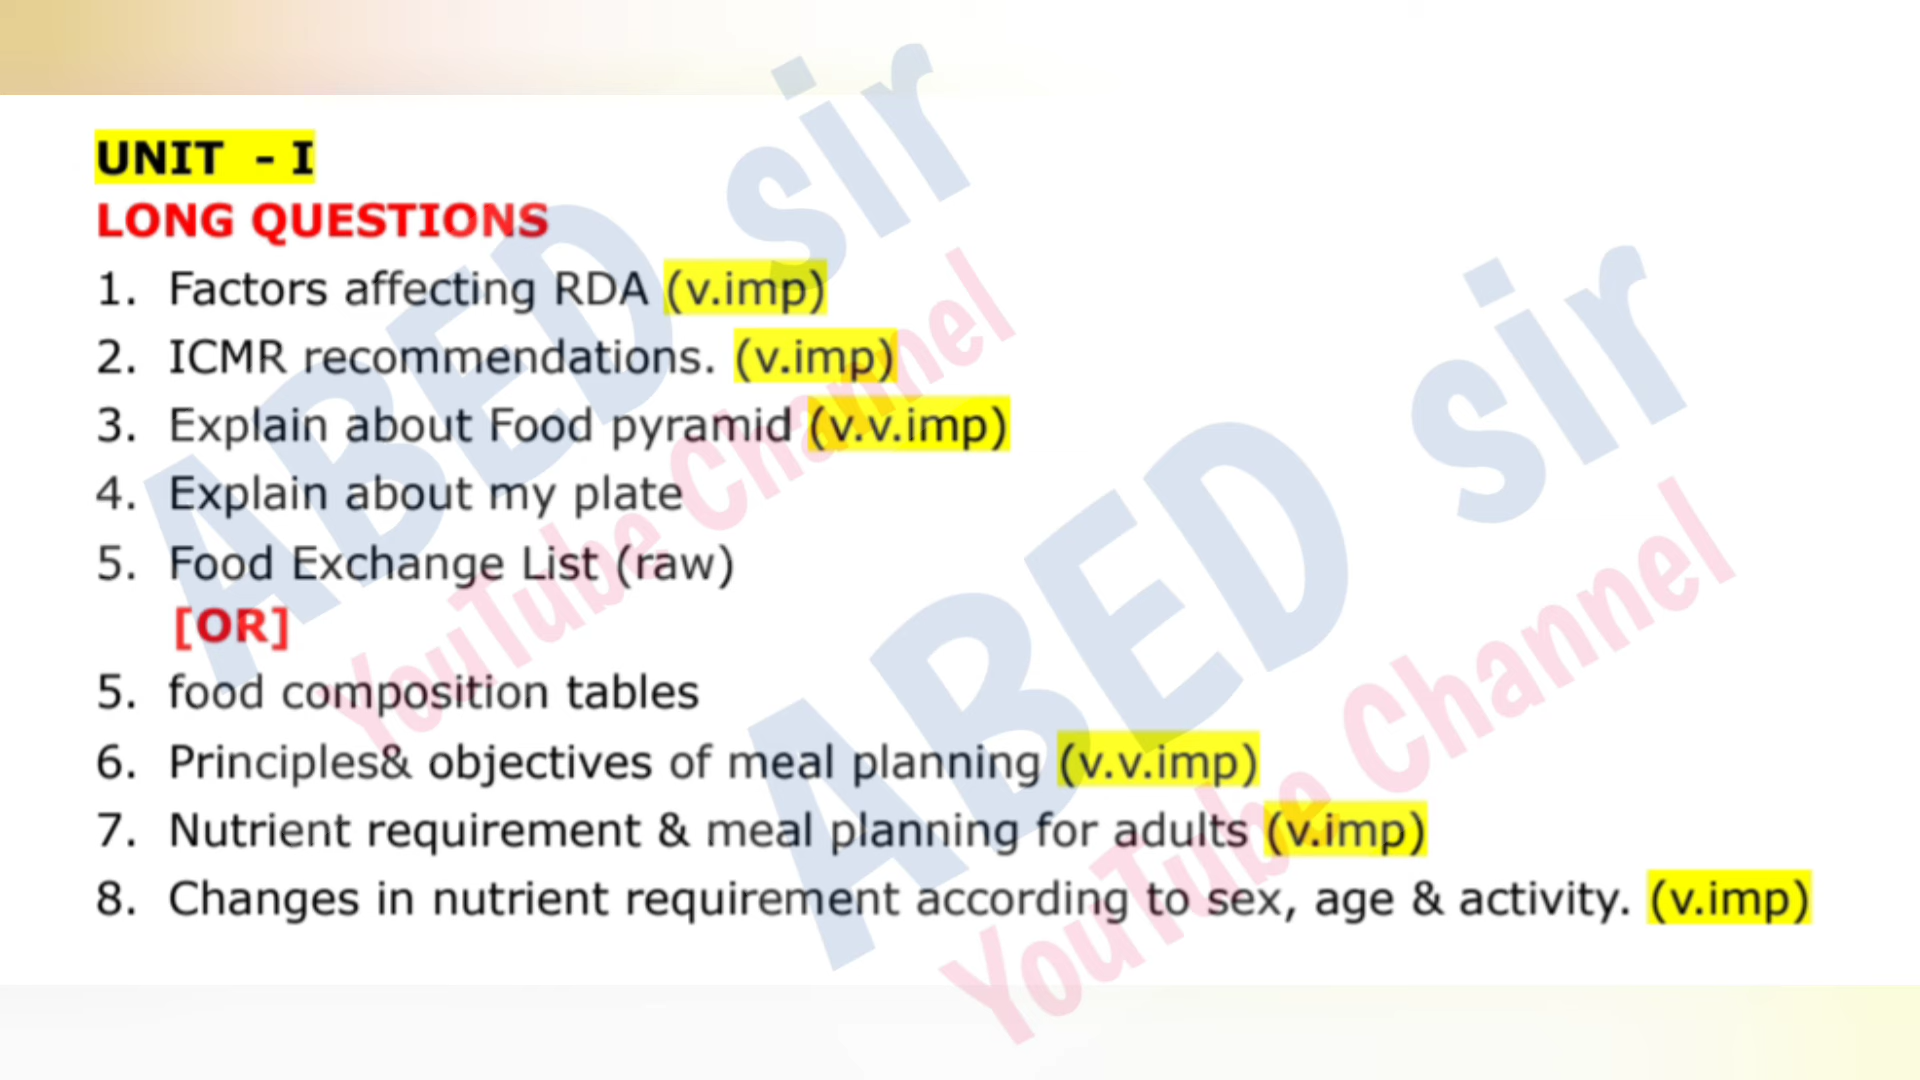 UNIT - I
LONG QUESTIONS
1. Factors affecting RDA (v.imp)
2. ICMR recommendations. (v.imp)
3. Explain about Food pyramid (v.v.imp)
4. Explain about my plate
5. Food Exchange List (raw)
[OR]
5. food composition tables
6. Principles& objectives of meal planning (v.v.imp)
7. Nutrient requirement & meal planning for adults (v.imp)
8. Changes in nutrient requirement according to sex, age & activity. (v.imp)
ABED sir
YouTube Channel
ABED sir
YouTube Channel